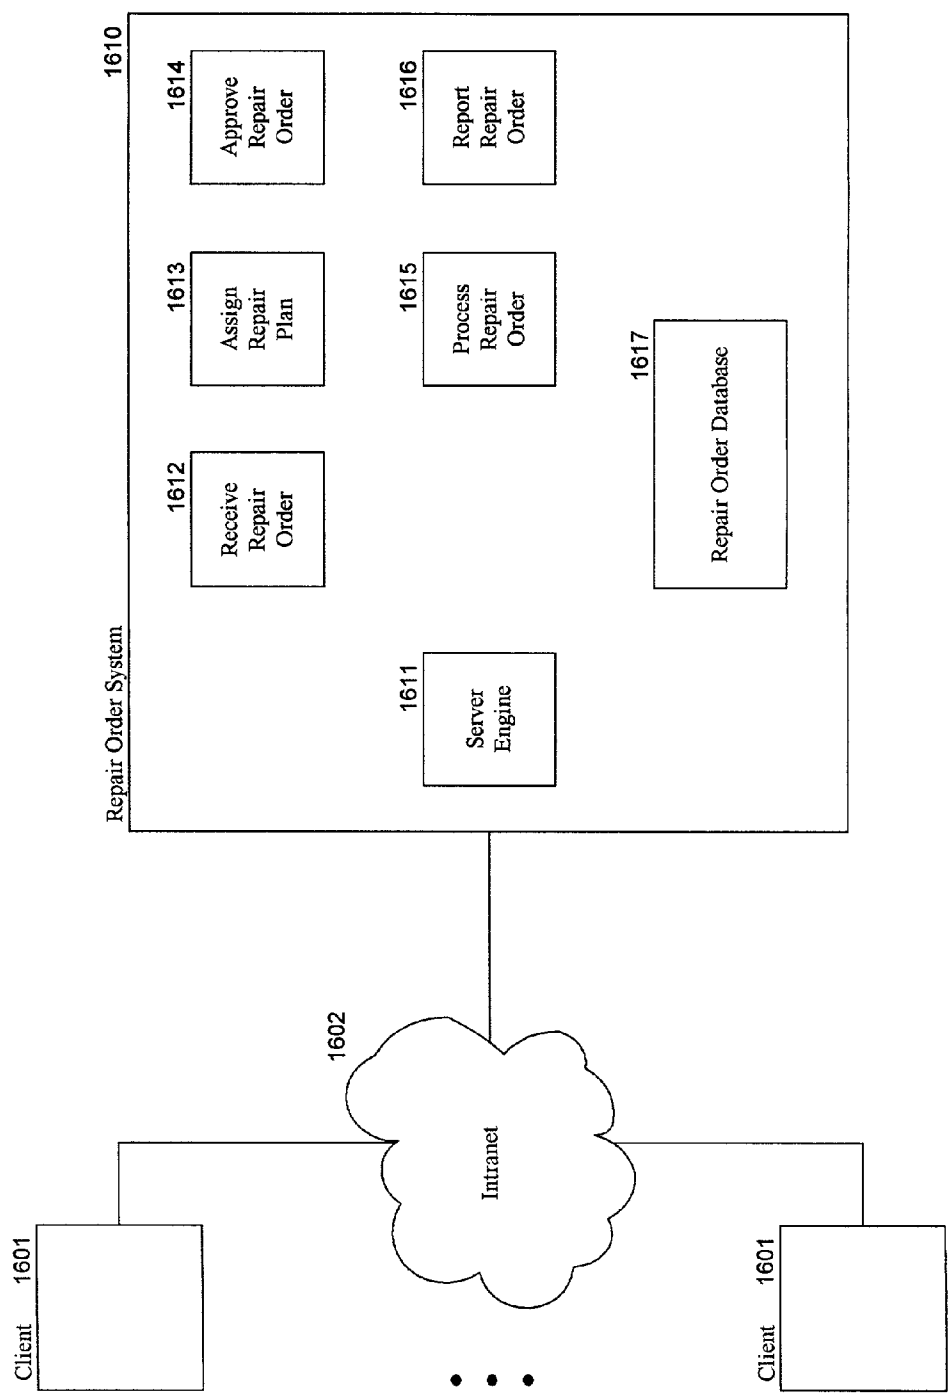 Client 1601
Client 1601
Intranet
1602
Repair Order System 1610
Server
Engine
1611
Receive
Repair
Order
1612
Assign
Repair
Plan
1613
Approve
Repair
Order
1614
Process
Repair
Order
1615
Report
Repair
Order
1616
Repair Order Database
1617